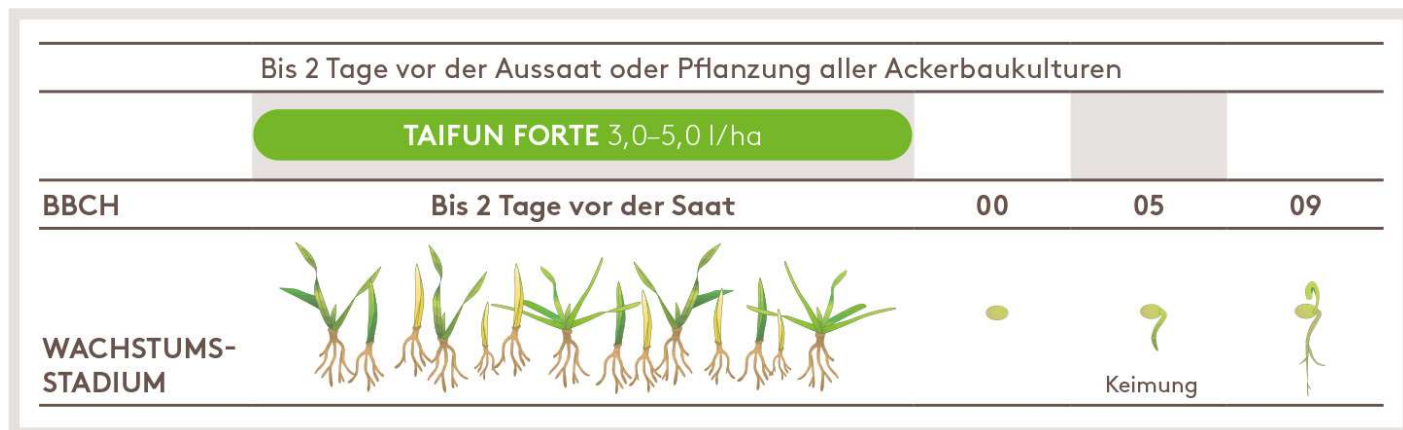 Bis 2 Tage vor der Aussaat oder Pflanzung aller Ackerbaukulturen
TAIFUN FORTE 3,0–5,0 l/ha
BBCH Bis 2 Tage vor der Saat 00 05 09
WACHSTUMS-
STADIUM
Keimung